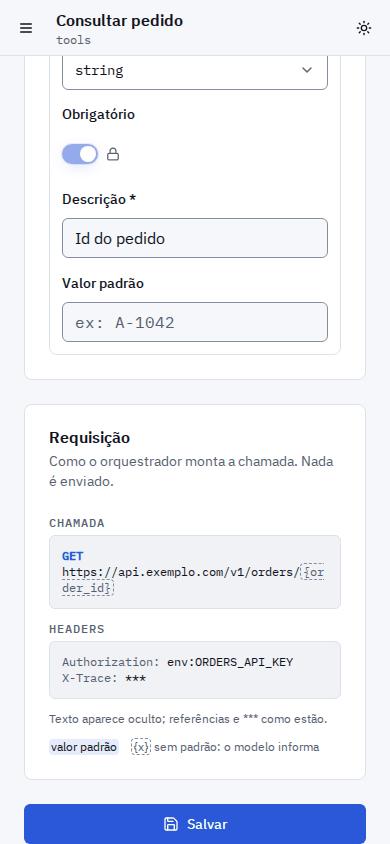 Consultar pedido
tools
string
Obrigatório
Descrição *
Id do pedido
Valor padrão
ex: A-1042
Requisição
Como o orquestrador monta a chamada. Nada
é enviado.
CHAMADA
GET
https://api.exemplo.com/v1/orders/{or
der_id}
HEADERS
Authorization: env:ORDERS_API_KEY
X-Trace: ***
Texto aparece oculto; referências e *** como estão.
valor padrão {x} sem padrão: o modelo informa
Salvar